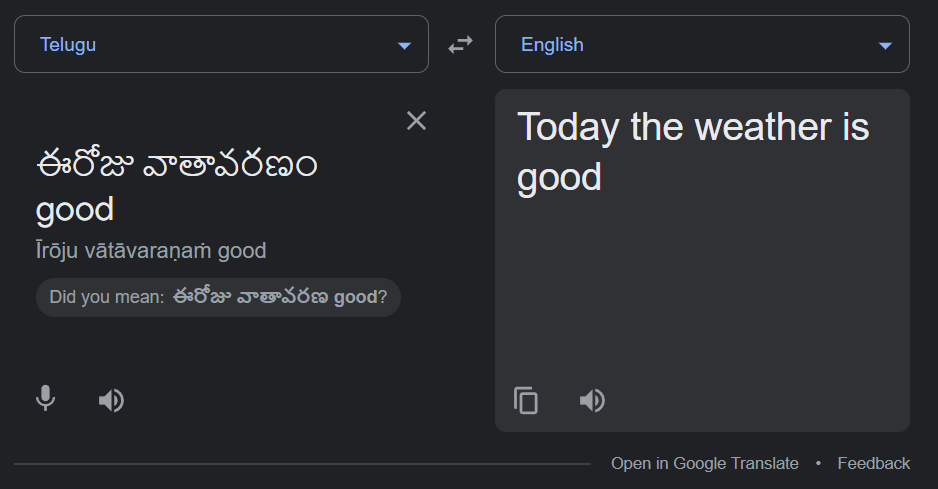 Telugu
English
ఈరోజు వాతావరణం
good
Īrōju vātāvaraṇaṁ good
Did you mean: ఈరోజు వాతావరణ good?
Today the weather is
good
Open in Google Translate • Feedback